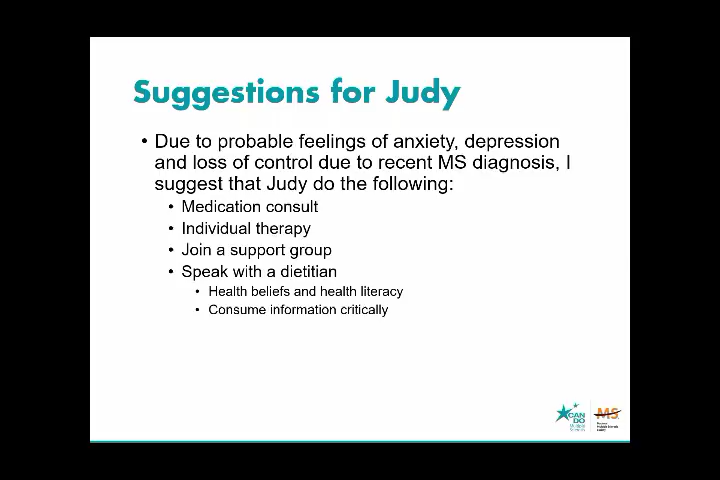 Suggestions for Judy
• Due to probable feelings of anxiety, depression
and loss of control due to recent MS diagnosis, I
suggest that Judy do the following:
• Medication consult
• Individual therapy
• Join a support group
• Speak with a dietitian
• Health beliefs and health literacy
• Consume information critically
CAN
DO
Multiple
Sclerosis
MS